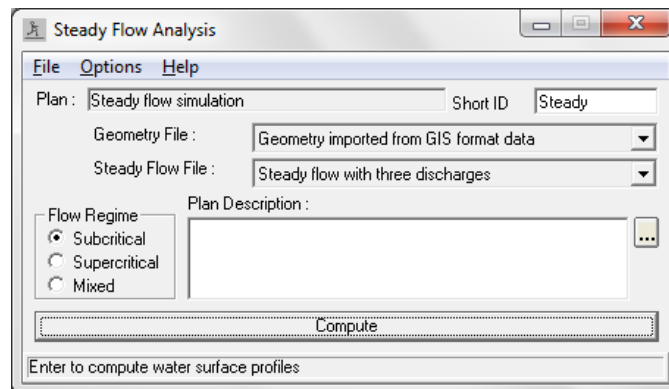 Steady Flow Analysis
File Options Help
Plan : Steady flow simulation Short ID Steady
Geometry File : Geometry imported from GIS format data
Steady Flow File : Steady flow with three discharges
Flow Regime
Subcritical
Supercritical
Mixed
Plan Description :
...
Compute
Enter to compute water surface profiles